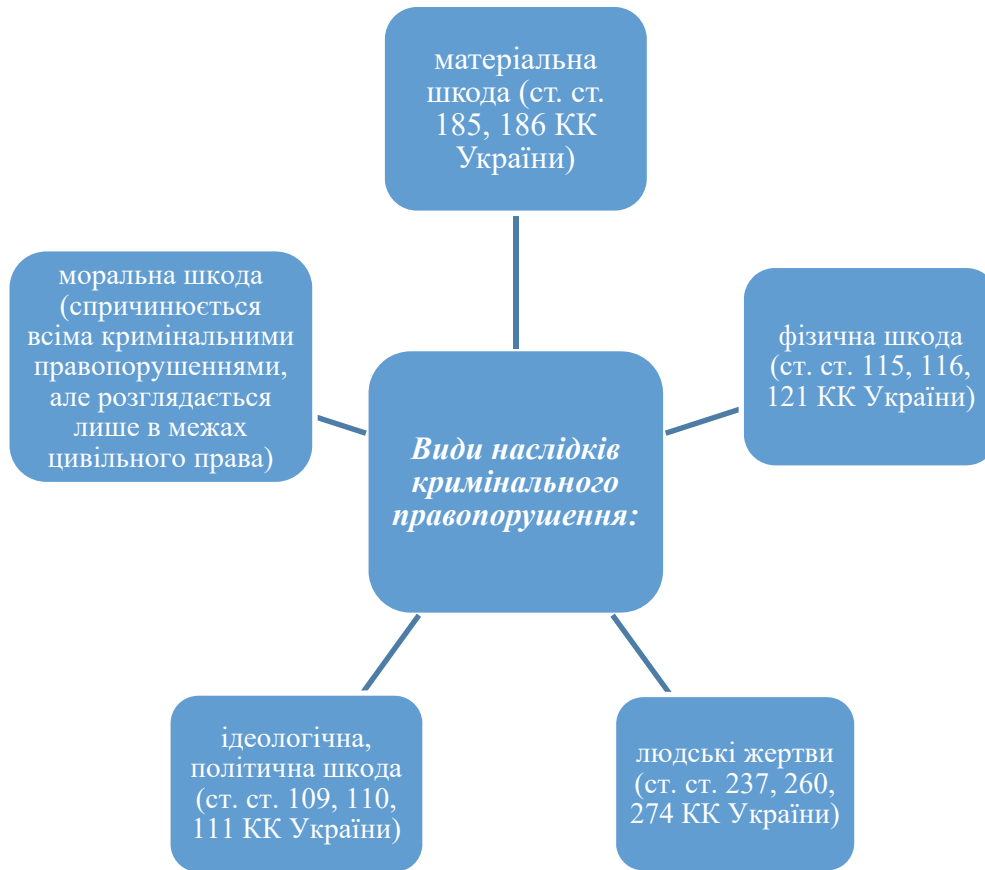 матеріальна
шкода (ст. ст.
185, 186 КК
України)
моральна шкода
(спричинюється
всіма кримінальними
правопорушеннями,
але розглядається
лише в межах
цивільного права)
фізична шкода
(ст. ст. 115, 116,
121 КК України)
Види наслідків
кримінального
правопорушення:
ідеологічна,
політична шкода
(ст. ст. 109, 110,
111 КК України)
людські жертви
(ст. ст. 237, 260,
274 КК України)